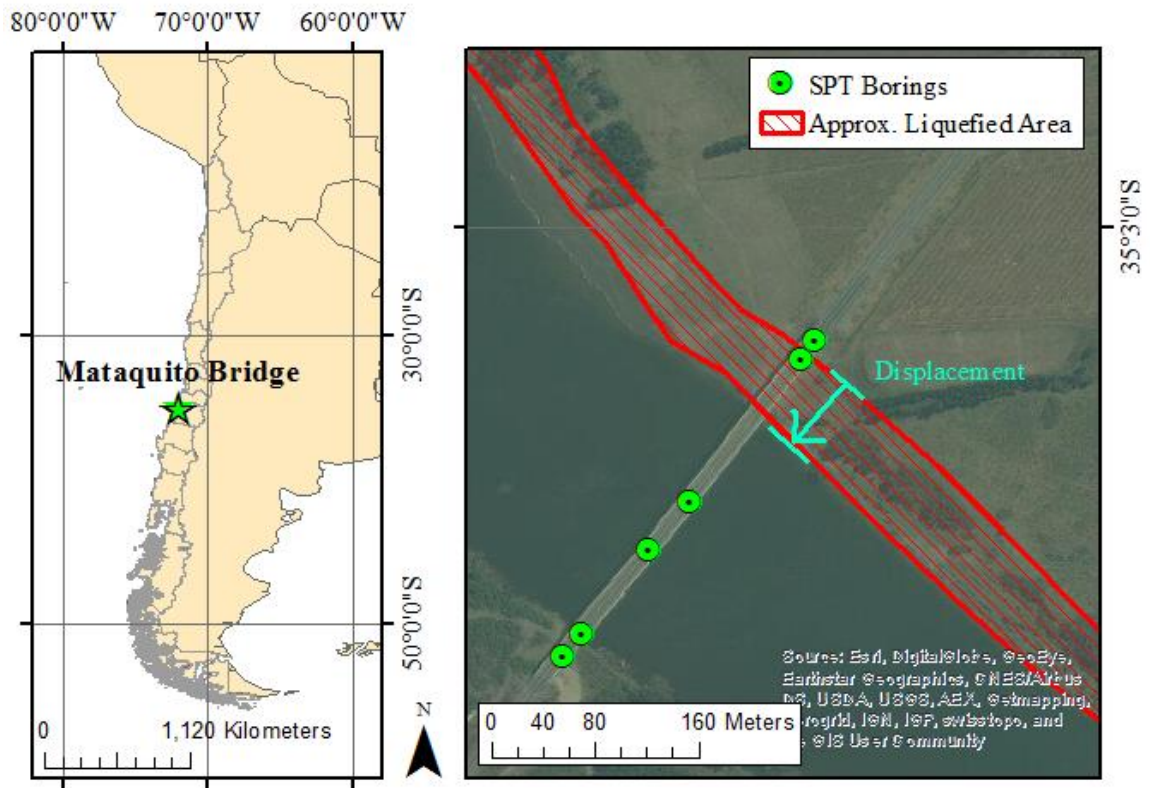 80°0'0"W 70°0'0"W 60°0'0"W
SPT Borings
Approx. Liquefied Area
35°3'0"S
30°0'0"S
Mataquito Bridge
Displacement
50°0'0"S
Source: Esri, DigitalGlobe, GeoEye,
Earthstar Geographics, CNES/Airbus
DS, USDA, USGS, AEX, Getmapping,
IGN, IGP, swisstopo, and
GIS User Community
N
0 1,120 Kilometers
0 40 80 160 Meters